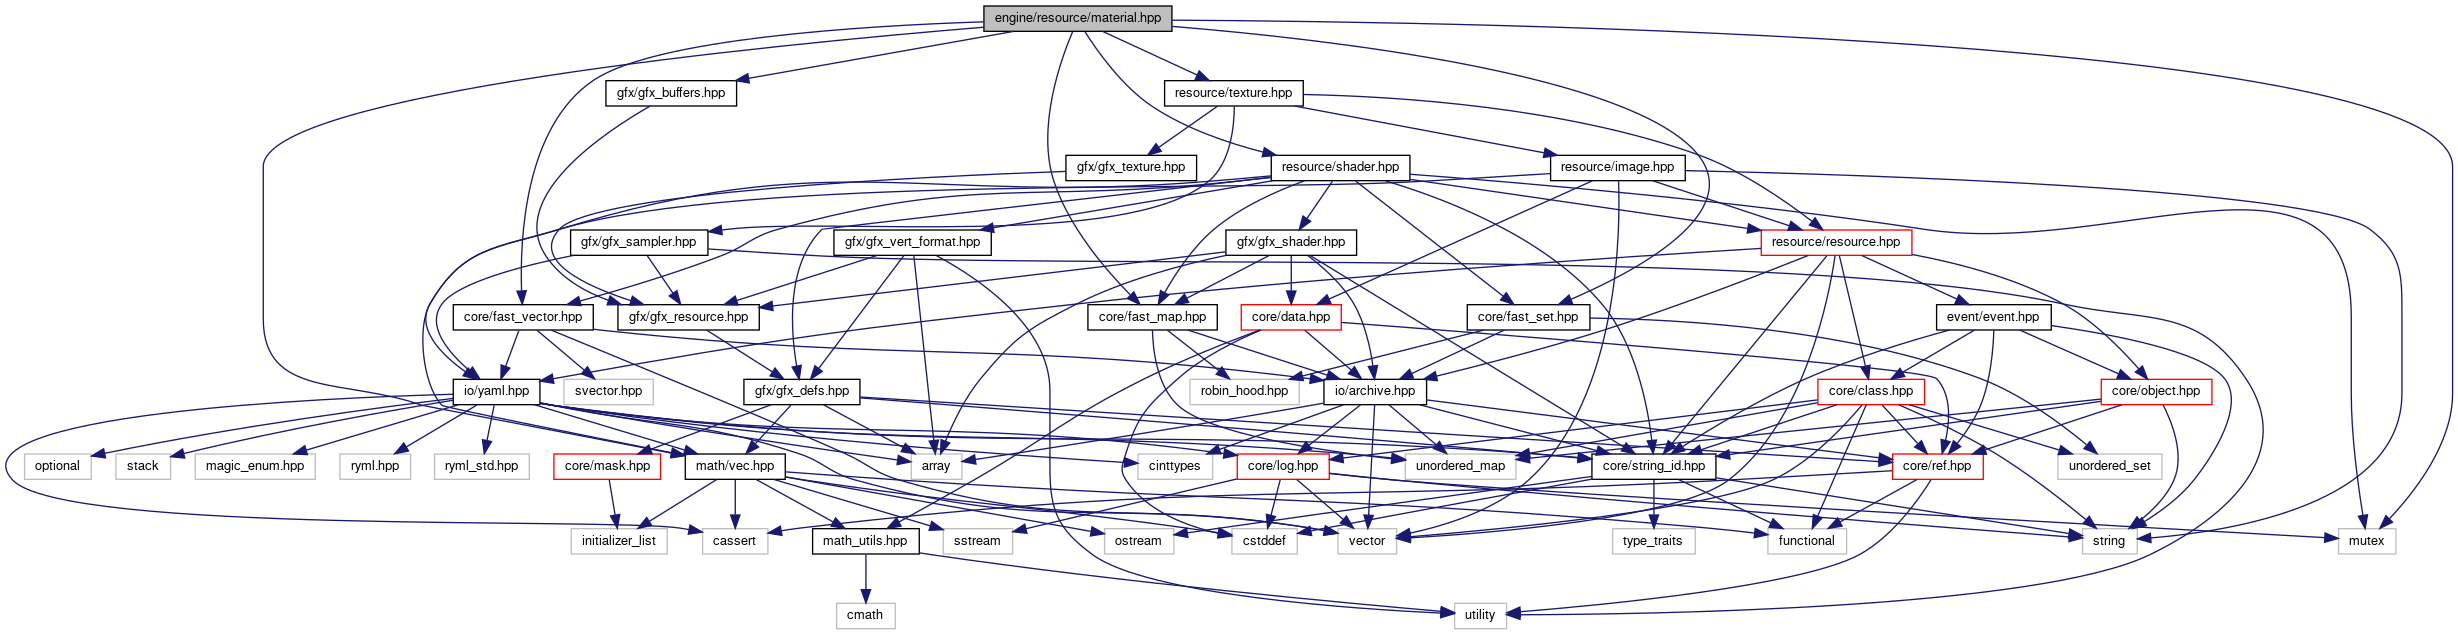 engine/resource/material.hpp
gfx/gfx_buffers.hpp
resource/texture.hpp
gfx/gfx_texture.hpp
resource/shader.hpp
resource/image.hpp
gfx/gfx_sampler.hpp
gfx/gfx_vert_format.hpp
gfx/gfx_shader.hpp
resource/resource.hpp
core/fast_vector.hpp
gfx/gfx_resource.hpp
core/fast_map.hpp
core/data.hpp
core/fast_set.hpp
event/event.hpp
io/yaml.hpp
svector.hpp
gfx/gfx_defs.hpp
robin_hood.hpp
io/archive.hpp
core/class.hpp
core/object.hpp
optional
stack
magic_enum.hpp
ryml.hpp
ryml_std.hpp
core/mask.hpp
math/vec.hpp
array
cinttypes
core/log.hpp
unordered_map
core/string_id.hpp
core/ref.hpp
unordered_set
initializer_list
cassert
math_utils.hpp
sstream
ostream
cstddef
vector
type_traits
functional
string
mutex
cmath
utility